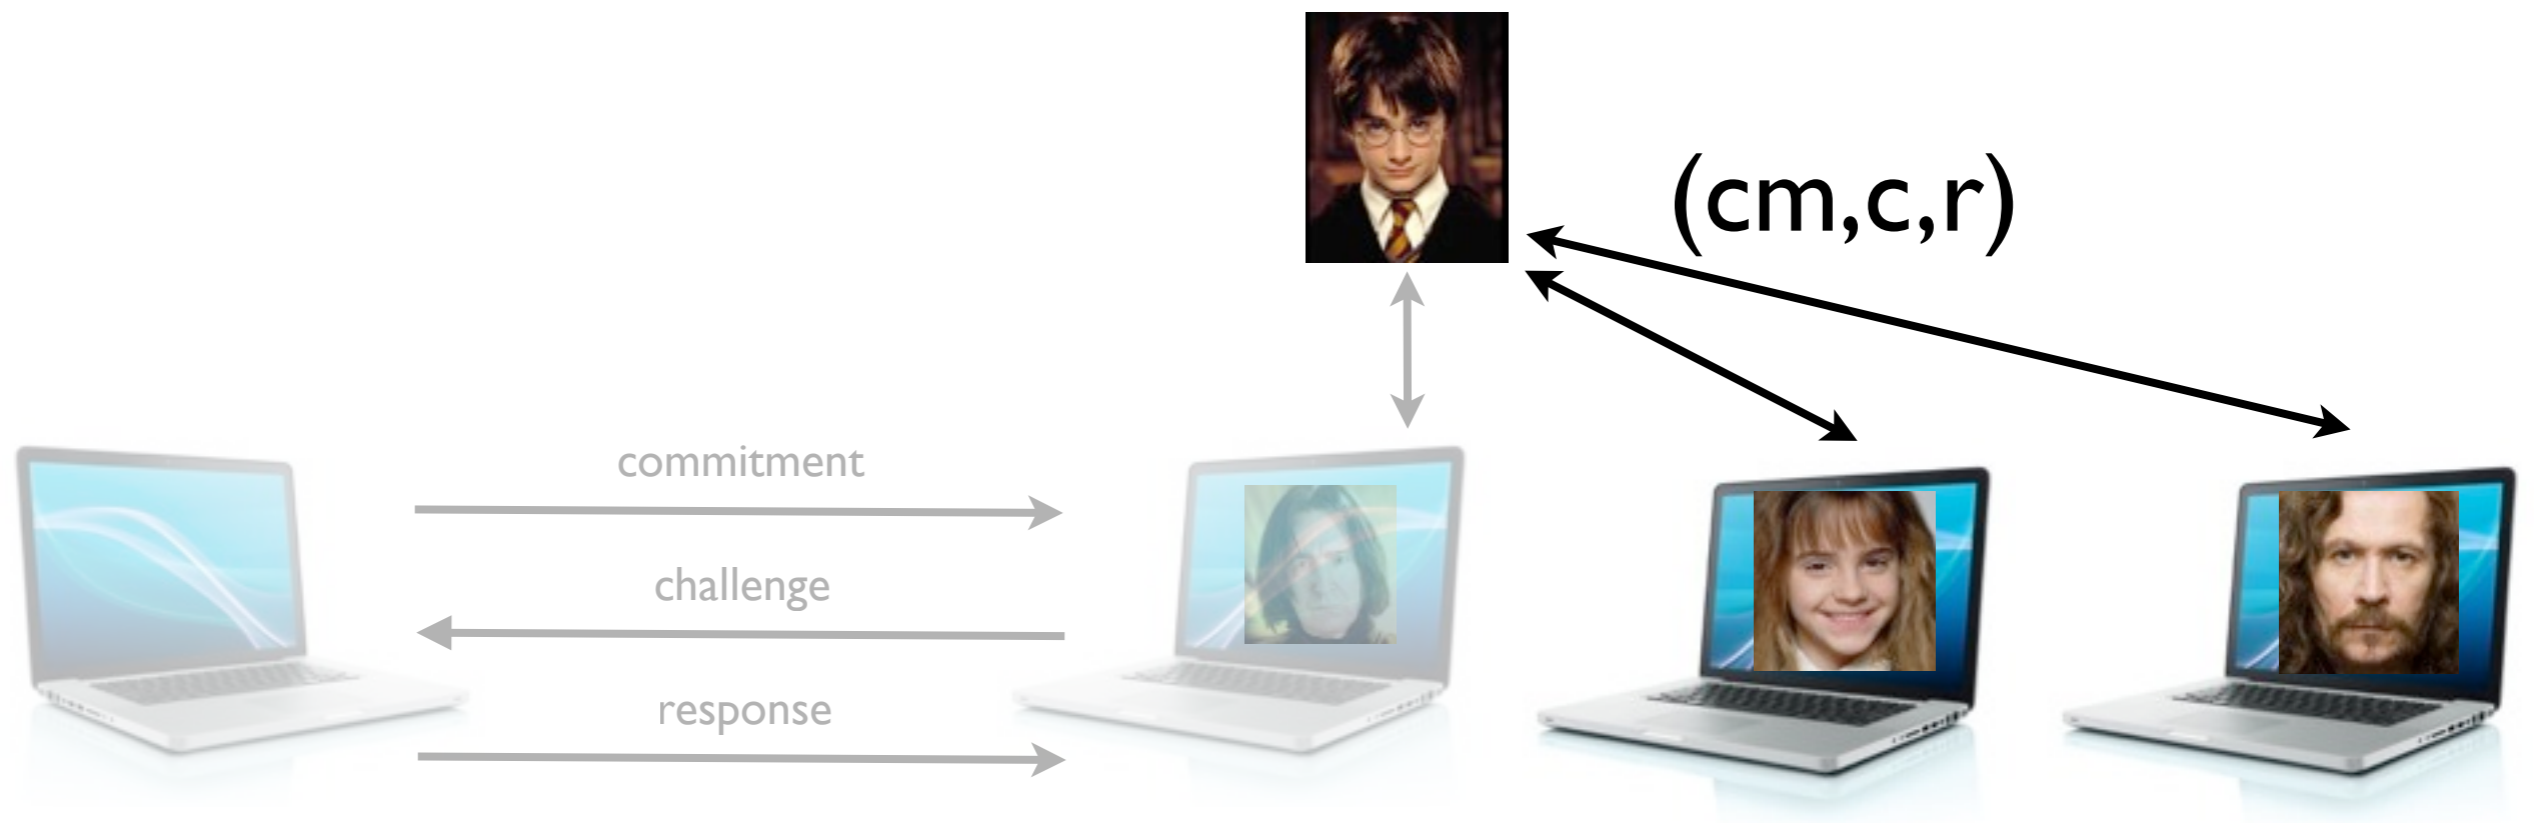 (cm,c,r)
commitment
challenge
response